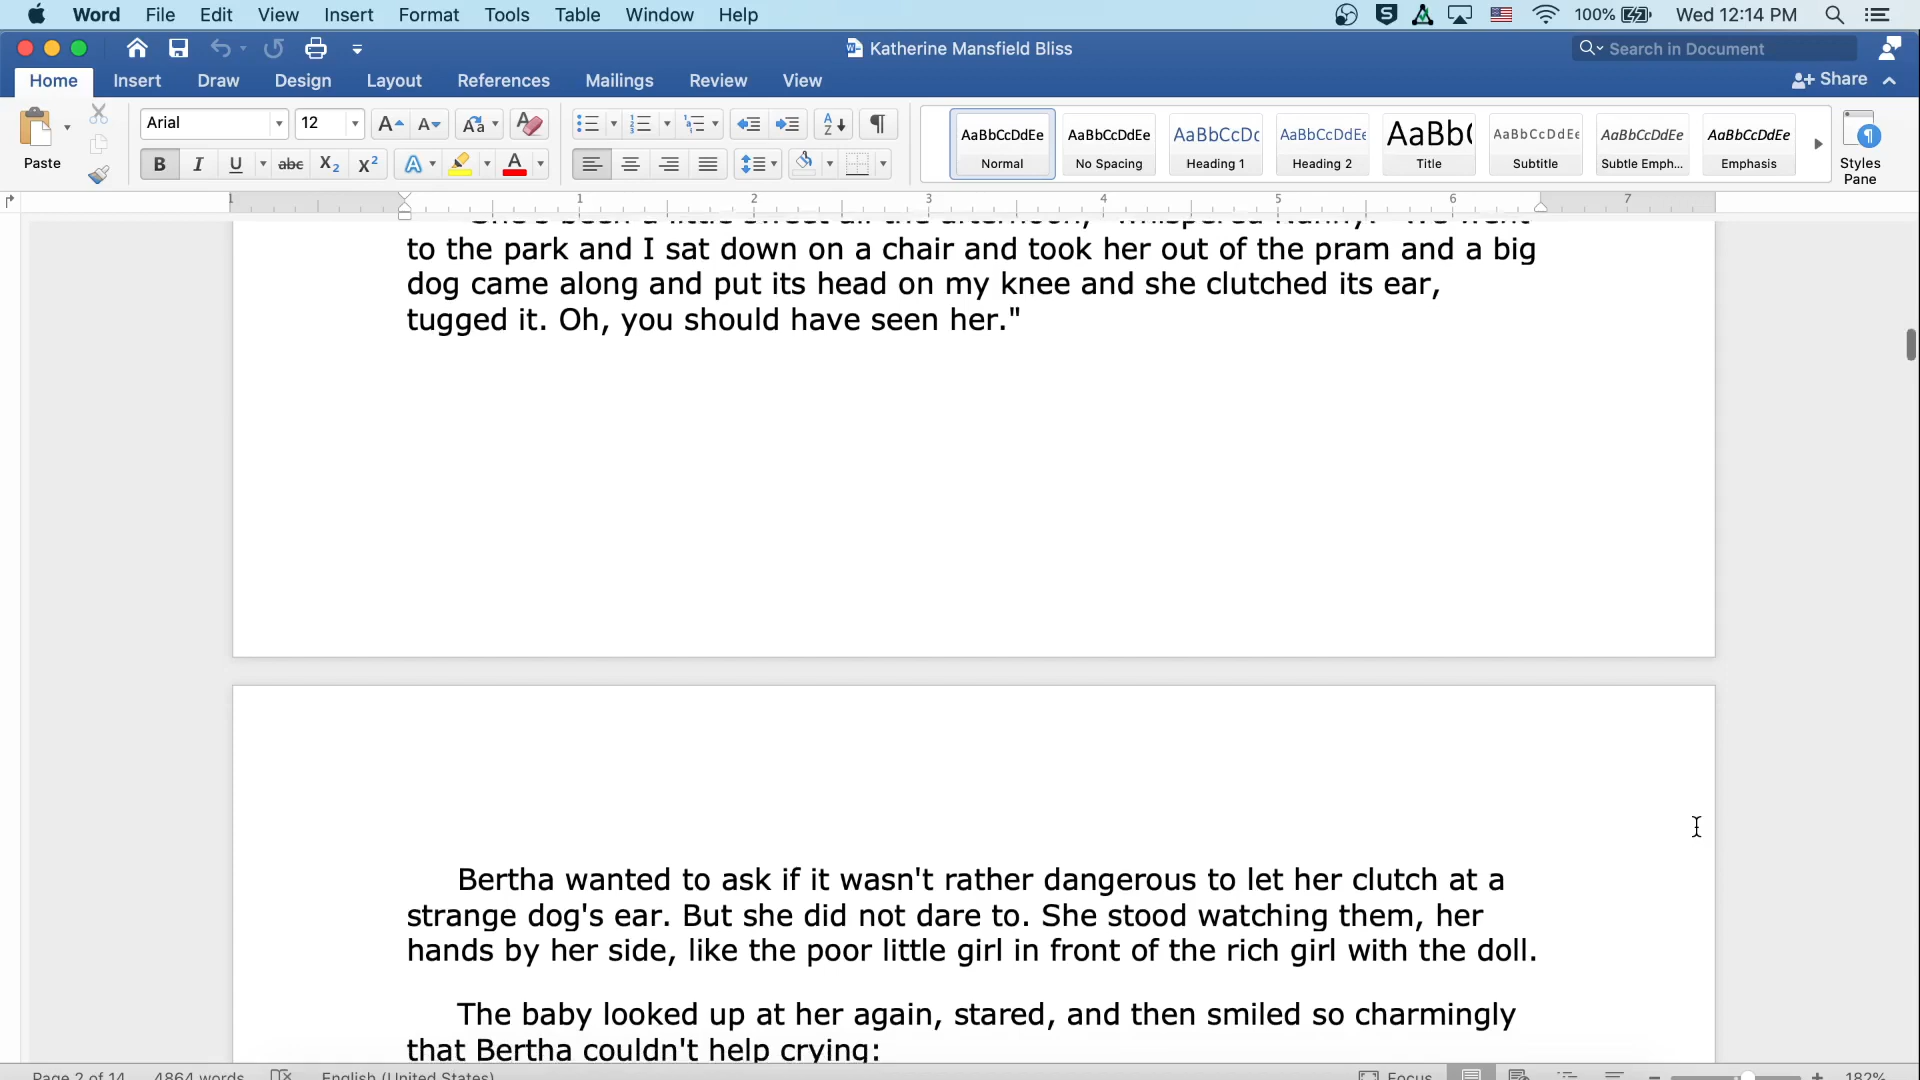 Word File Edit View Insert Format Tools Table Window Help 100% Wed 12:14 PM
Katherine Mansfield Bliss Search in Document
Home Insert Draw Design Layout References Mailings Review View Share
Arial 12
Paste
AaBbCcDdEe AaBbCcDdEe AaBbCcDc AaBbCcDdEe AaBb( AaBbCcDdEe AaBbCcDdEe AaBbCcDdEe
Normal No Spacing Heading 1 Heading 2 Title Subtitle Subtle Emph... Emphasis
Styles
Pane
1 1 2 3 4 5 6 7
"She's been a little sweet all the afternoon," whispered Nanny. "We went
to the park and I sat down on a chair and took her out of the pram and a big
dog came along and put its head on my knee and she clutched its ear,
tugged it. Oh, you should have seen her."
Bertha wanted to ask if it wasn't rather dangerous to let her clutch at a
strange dog's ear. But she did not dare to. She stood watching them, her
hands by her side, like the poor little girl in front of the rich girl with the doll.
The baby looked up at her again, stared, and then smiled so charmingly
that Bertha couldn't help crying:
Page 2 of 14 4864 words English (United States) Focus 182%